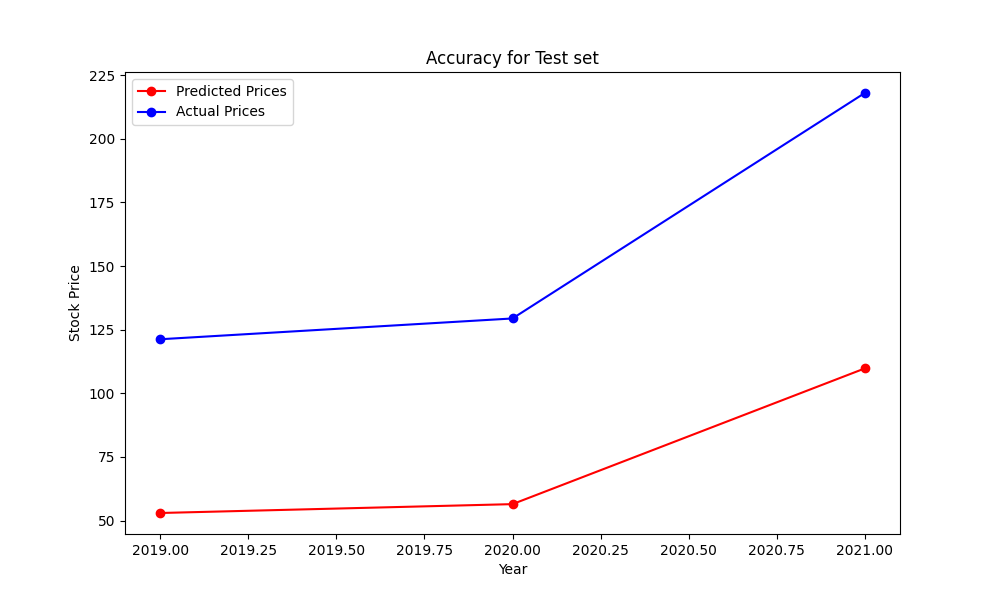 Accuracy for Test set
Predicted Prices
Actual Prices
225
200
175
150
125
100
75
50
Stock Price
2019.00 2019.25 2019.50 2019.75 2020.00 2020.25 2020.50 2020.75 2021.00
Year